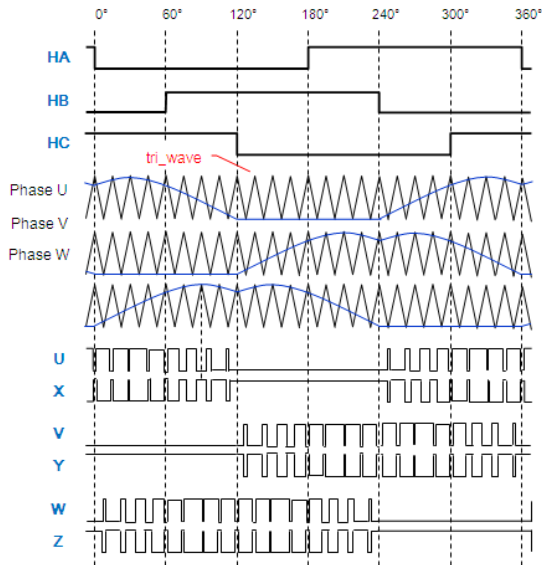 0° 60° 120° 180° 240° 300° 360°
HA
HB
HC
tri_wave
Phase U
Phase V
Phase W
U
X
V
Y
W
Z